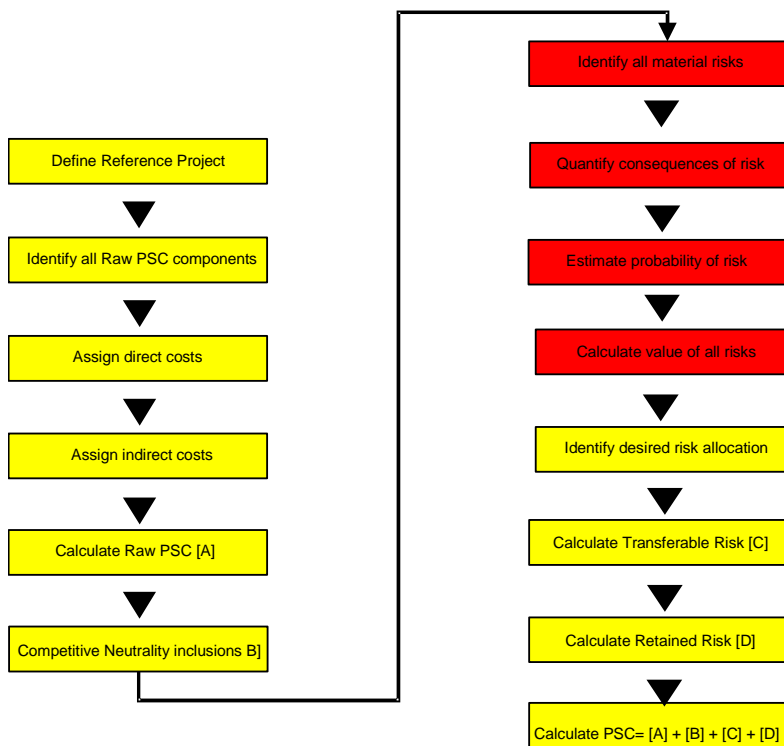 Define Reference Project
Identify all Raw PSC components
Assign direct costs
Assign indirect costs
Calculate Raw PSC [A]
Competitive Neutrality inclusions B]
Identify all material risks
Quantify consequences of risk
Estimate probability of risk
Calculate value of all risks
Identify desired risk allocation
Calculate Transferable Risk [C]
Calculate Retained Risk [D]
Calculate PSC= [A] + [B] + [C] + [D]